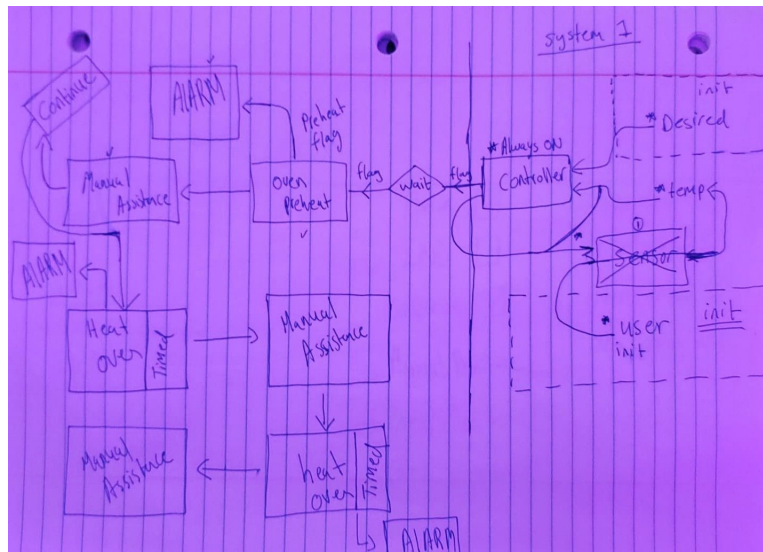 system 1
init
* Desired
* Always ON
Controller
* temp
①
Sensor
*
* user
init
init
flag
wait
flag
Preheat
flag
ALARM
oven
Preheat
Continue
Manual
Assistance
ALARM
Heat
oven
Timed
Manual
Assistance
heat
oven
Timed
ALARM
Manual
Assistance